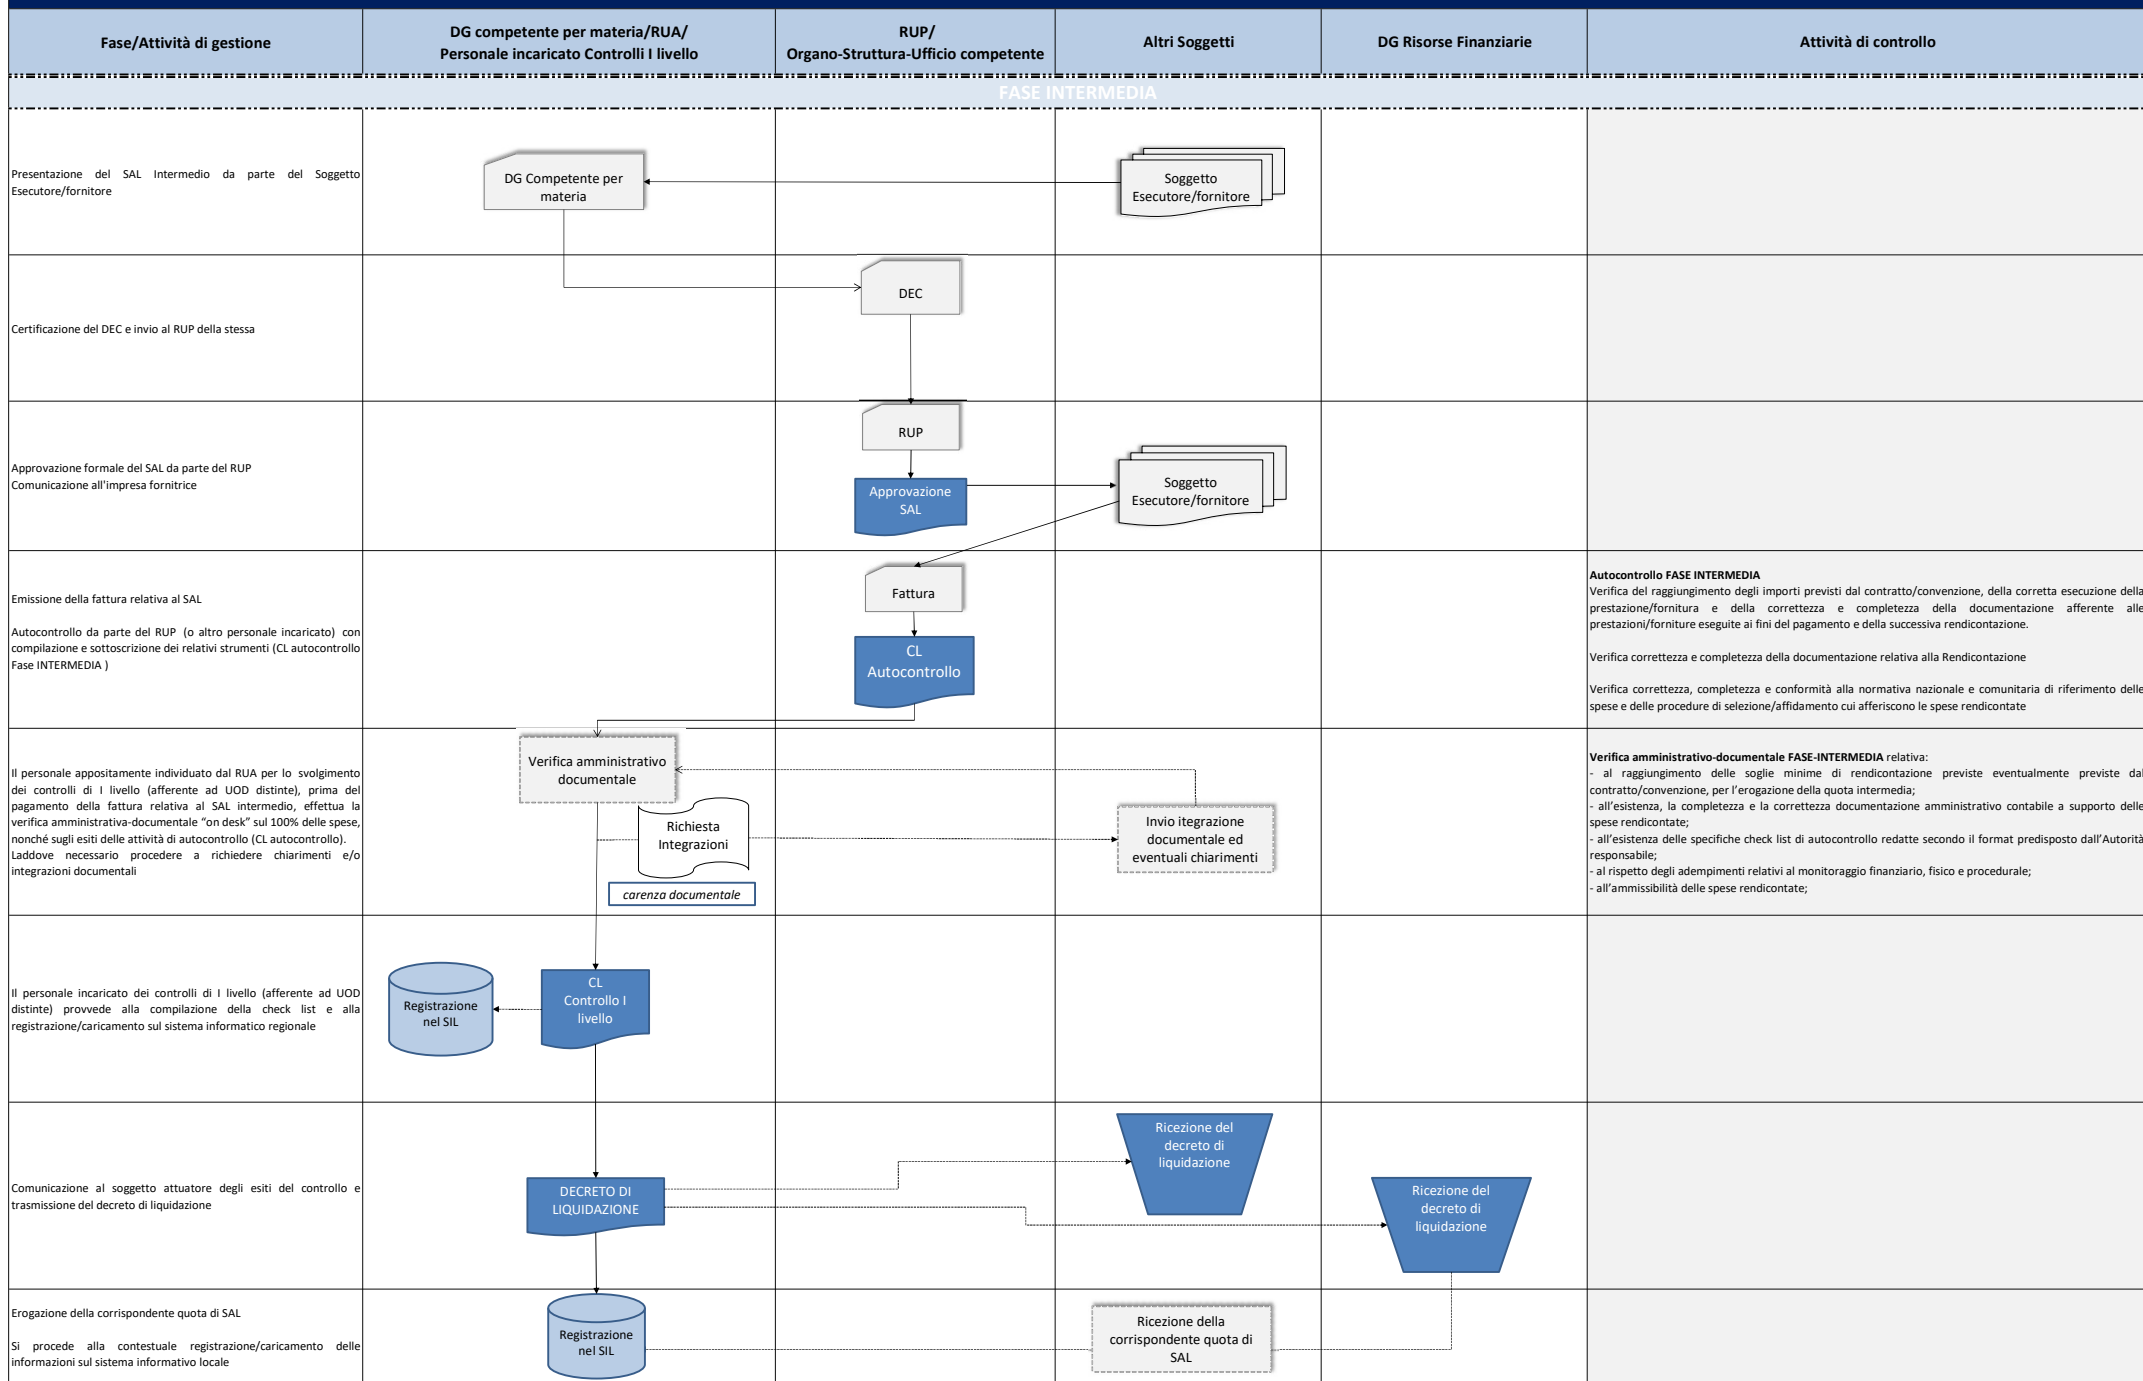 Fase/Attività di gestione
DG competente per materia/RUA/
Personale incaricato Controlli I livello
RUP/
Organo-Struttura-Ufficio competente
Altri Soggetti
DG Risorse Finanziarie
Attività di controllo
FASE INTERMEDIA
Presentazione del SAL Intermedio da parte del Soggetto
Esecutore/fornitore
DG Competente per
materia
Soggetto
Esecutore/fornitore
Certificazione del DEC e invio al RUP della stessa
DEC
Approvazione formale del SAL da parte del RUP
Comunicazione all'impresa fornitrice
RUP
Approvazione
SAL
Soggetto
Esecutore/fornitore
Emissione della fattura relativa al SAL
Autocontrollo da parte del RUP (o altro personale incaricato) con
compilazione e sottoscrizione dei relativi strumenti (CL autocontrollo
Fase INTERMEDIA )
Fattura
CL
Autocontrollo
Autocontrollo FASE INTERMEDIA
Verifica del raggiungimento degli importi previsti dal contratto/convenzione, della corretta esecuzione della
prestazione/fornitura e della correttezza e completezza della documentazione afferente alle
prestazioni/forniture eseguite ai fini del pagamento e della successiva rendicontazione.
Verifica correttezza e completezza della documentazione relativa alla Rendicontazione
Verifica correttezza, completezza e conformità alla normativa nazionale e comunitaria di riferimento delle
spese e delle procedure di selezione/affidamento cui afferiscono le spese rendicontate
Il personale appositamente individuato dal RUA per lo svolgimento
dei controlli di I livello (afferente ad UOD distinte), prima del
pagamento della fattura relativa al SAL intermedio, effettua la
verifica amministrativa-documentale “on desk” sul 100% delle spese,
nonché sugli esiti delle attività di autocontrollo (CL autocontrollo).
Laddove necessario procedere a richiedere chiarimenti e/o
integrazioni documentali
Verifica amministrativo
documentale
Richiesta
Integrazioni
carenza documentale
Invio itegrazione
documentale ed
eventuali chiarimenti
Verifica amministrativo-documentale FASE-INTERMEDIA relativa:
- al raggiungimento delle soglie minime di rendicontazione previste eventualmente previste dal
contratto/convenzione, per l’erogazione della quota intermedia;
- all’esistenza, la completezza e la correttezza documentazione amministrativo contabile a supporto delle
spese rendicontate;
- all’esistenza delle specifiche check list di autocontrollo redatte secondo il format predisposto dall’Autorità
responsabile;
- al rispetto degli adempimenti relativi al monitoraggio finanziario, fisico e procedurale;
- all’ammissibilità delle spese rendicontate;
Il personale incaricato dei controlli di I livello (afferente ad UOD
distinte) provvede alla compilazione della check list e alla
registrazione/caricamento sul sistema informatico regionale
Registrazione
nel SIL
CL
Controllo I
livello
Comunicazione al soggetto attuatore degli esiti del controllo e
trasmissione del decreto di liquidazione
DECRETO DI
LIQUIDAZIONE
Ricezione del
decreto di
liquidazione
Ricezione del
decreto di
liquidazione
Erogazione della corrispondente quota di SAL
Si procede alla contestuale registrazione/caricamento delle
informazioni sul sistema informativo locale
Registrazione
nel SIL
Ricezione della
corrispondente quota di
SAL